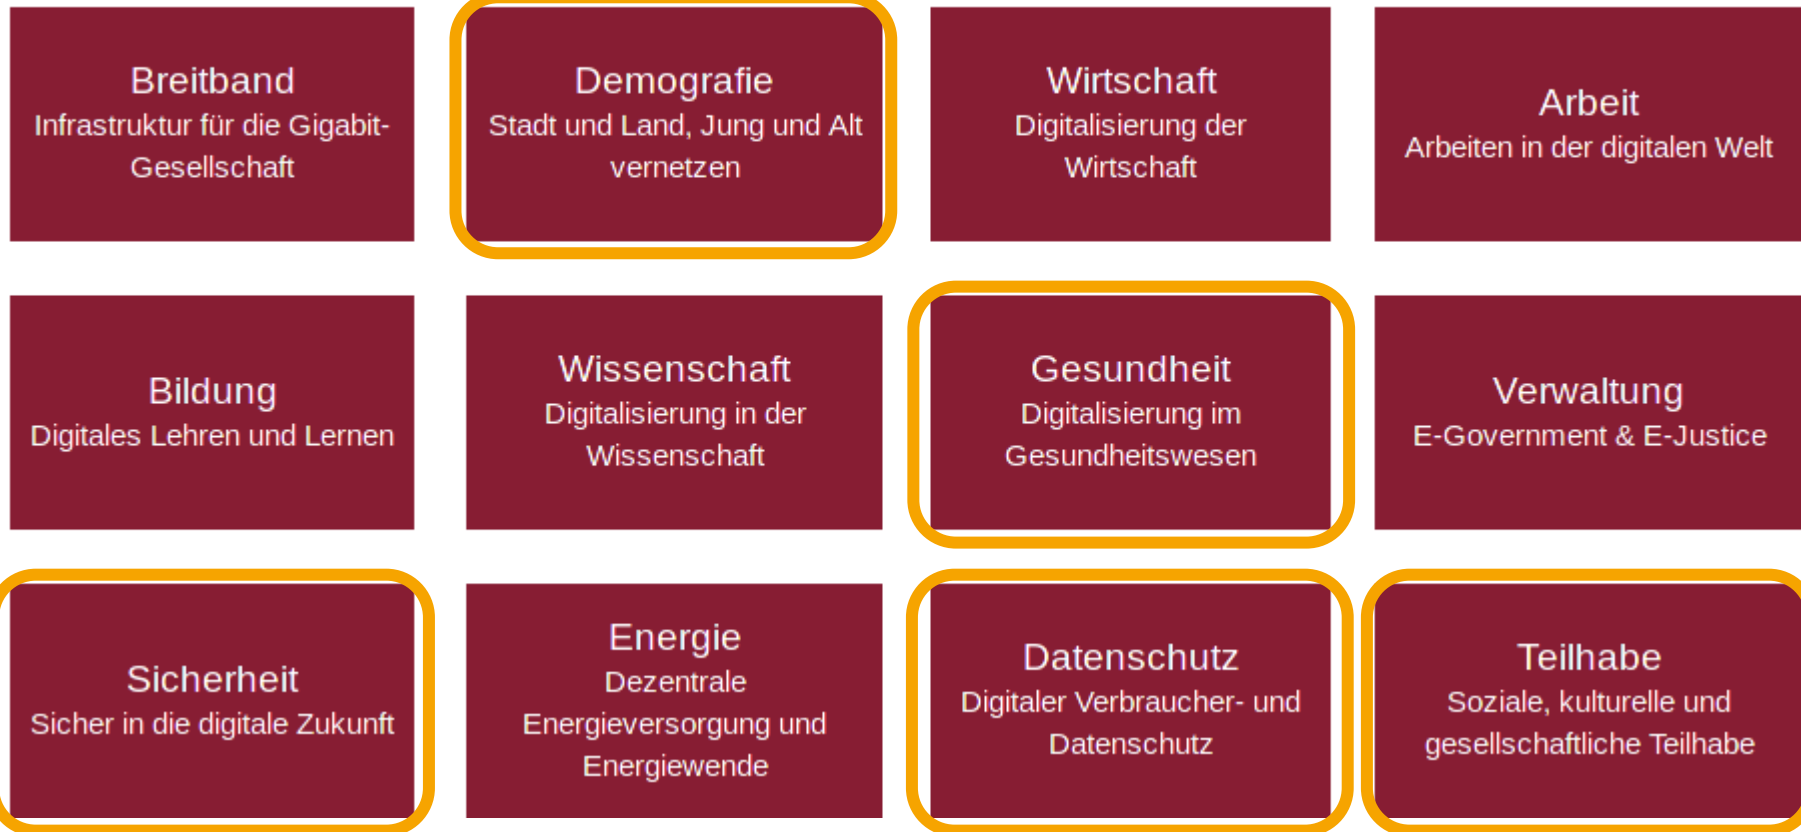 Breitband
Infrastruktur für die Gigabit-
Gesellschaft
Demografie
Stadt und Land, Jung und Alt
vernetzen
Wirtschaft
Digitalisierung der
Wirtschaft
Arbeit
Arbeiten in der digitalen Welt
Bildung
Digitales Lehren und Lernen
Wissenschaft
Digitalisierung in der
Wissenschaft
Gesundheit
Digitalisierung im
Gesundheitswesen
Verwaltung
E-Government & E-Justice
Sicherheit
Sicher in die digitale Zukunft
Energie
Dezentrale
Energieversorgung und
Energiewende
Datenschutz
Digitaler Verbraucher- und
Datenschutz
Teilhabe
Soziale, kulturelle und
gesellschaftliche Teilhabe